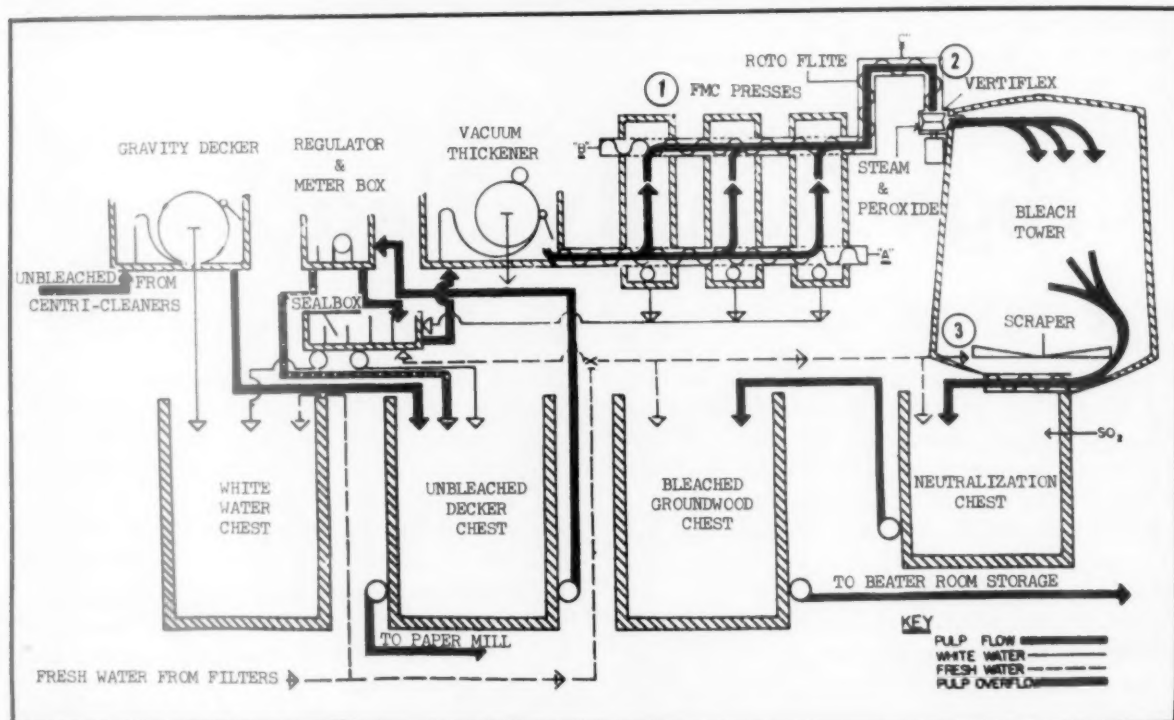 ROTO FLITE
2
1
FMC PRESSES
VERTIFLEX
GRAVITY DECKER
REGULATOR
&
METER BOX
VACUUM
THICKENER
"B"
STEAM
&
PEROXIDE
BLEACH
TOWER
"A"
UNBLEACHED FROM
CENTRI-CLEANERS
SEALBOX
3
SCRAPER
SO2
WHITE
WATER
CHEST
UNBLEACHED
DECKER
CHEST
BLEACHED
GROUNDWOOD
CHEST
NEUTRALIZATION
CHEST
TO BEATER ROOM STORAGE
TO PAPER MILL
FRESH WATER FROM FILTERS
KEY
PULP FLOW
WHITE WATER
FRESH WATER
PULP OVERFLOW